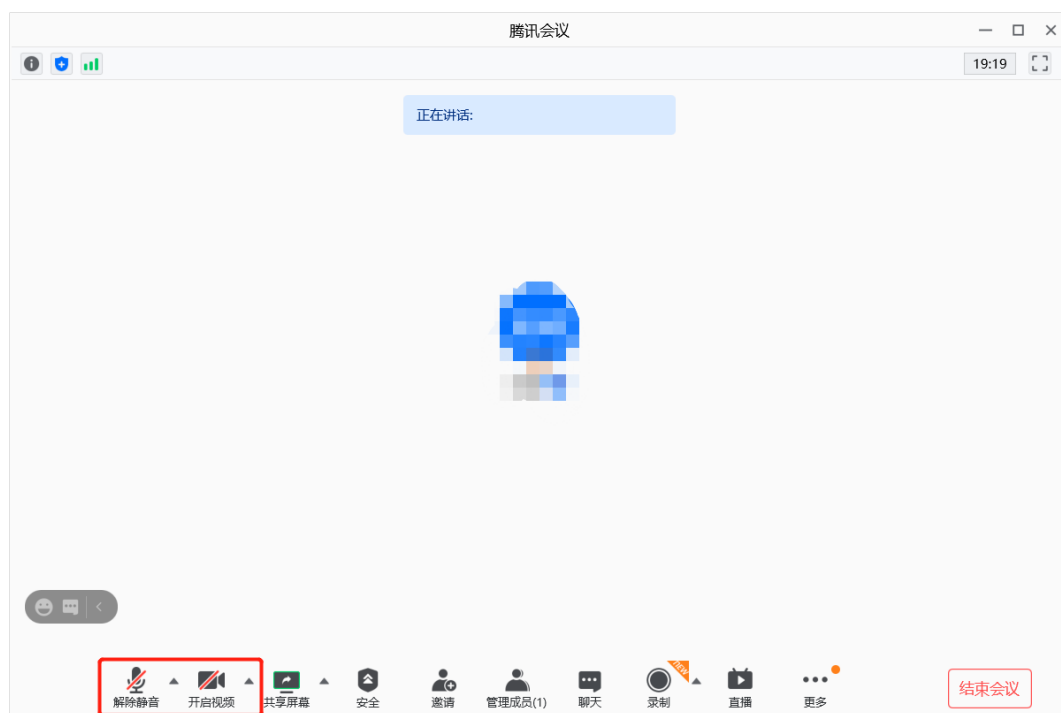 腾讯会议
19:19
正在讲话:
解除静音
开启视频
共享屏幕
安全
邀请
管理成员(1)
聊天
录制
NEW
直播
更多
结束会议